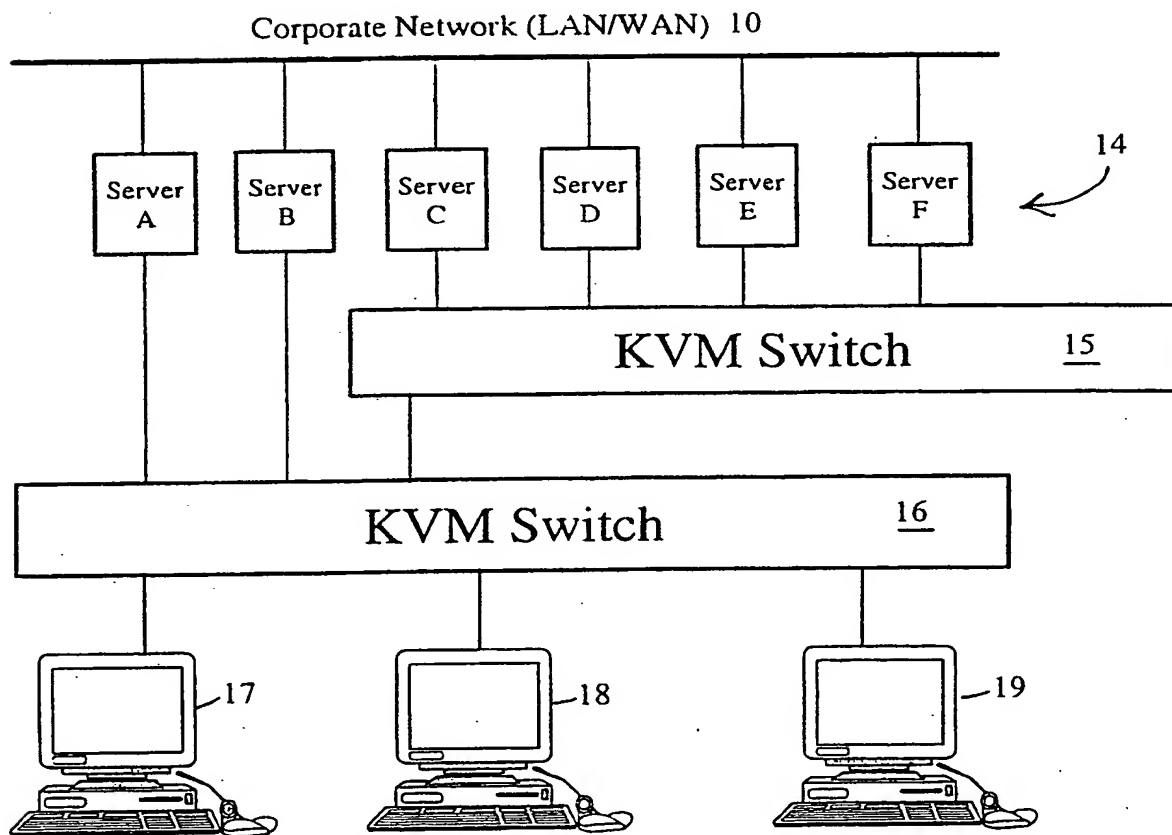 Corporate Network (LAN/WAN) 10
14
Server A
Server B
Server C
Server D
Server E
Server F
KVM Switch 15
KVM Switch 16
17
18
19